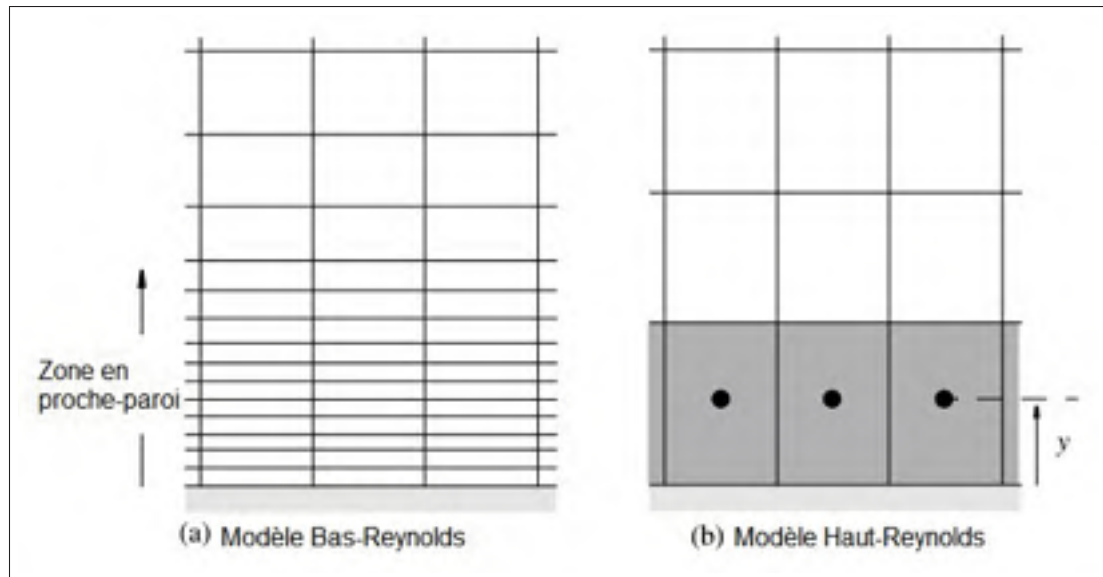 Zone en
proche-paroi
y
(a) Modèle Bas-Reynolds
(b) Modèle Haut-Reynolds